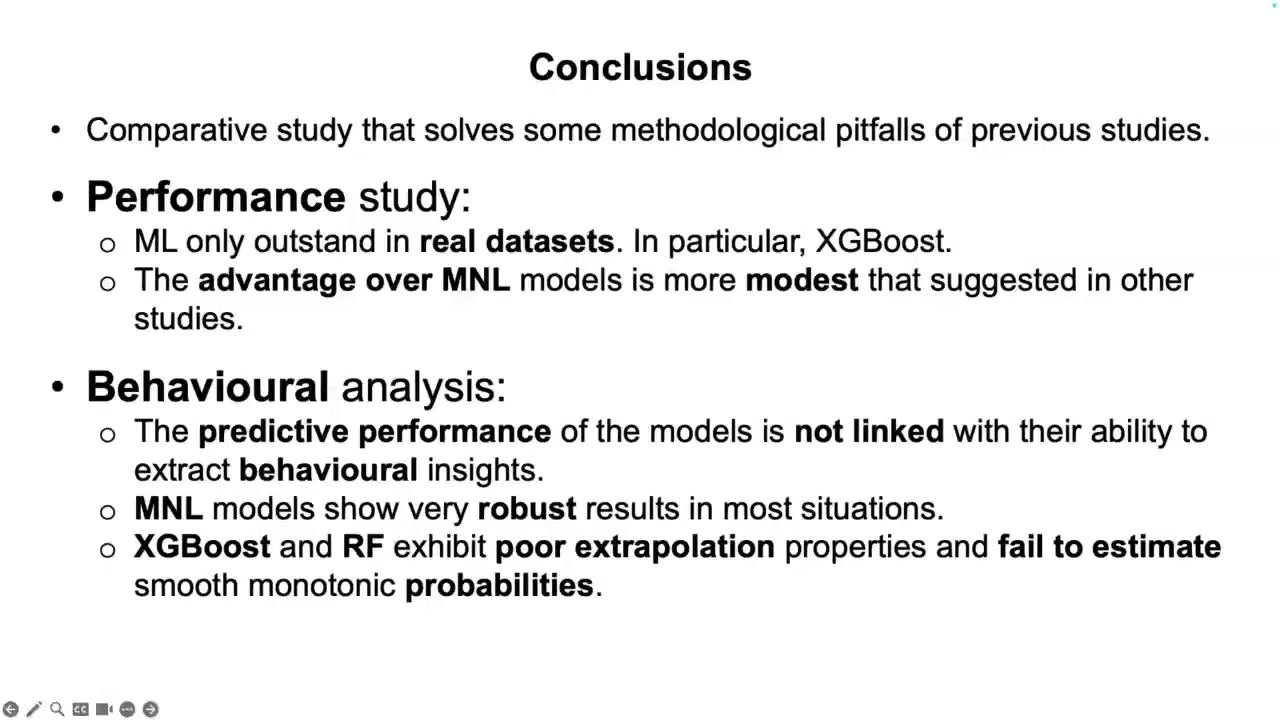 Conclusions
• Comparative study that solves some methodological pitfalls of previous studies.
• Performance study:
o ML only outstand in real datasets. In particular, XGBoost.
o The advantage over MNL models is more modest that suggested in other
studies.
• Behavioural analysis:
o The predictive performance of the models is not linked with their ability to
extract behavioural insights.
o MNL models show very robust results in most situations.
o XGBoost and RF exhibit poor extrapolation properties and fail to estimate
smooth monotonic probabilities.
CC